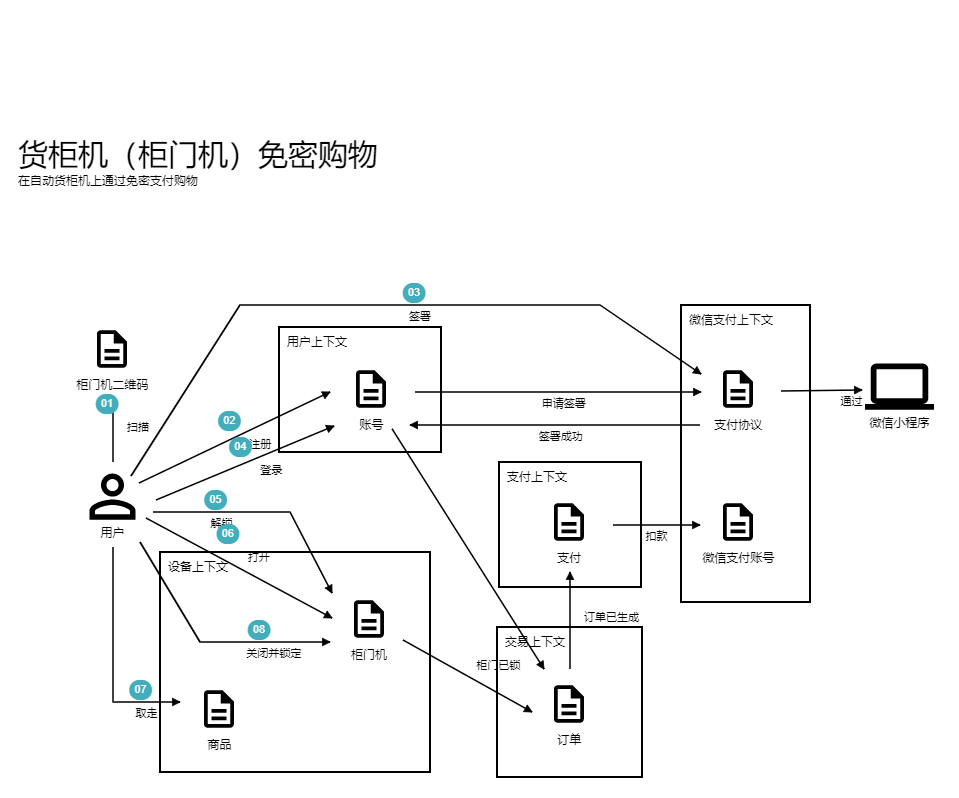 货柜机（柜门机）免密购物
在自动货柜机上通过免密支付购物
03
签署
微信支付上下文
用户上下文
柜门机二维码
01
扫描
02
注册
04
登录
账号
申请签署
签署成功
支付协议
通过
微信小程序
用户
05
解锁
06
打开
支付上下文
支付
扣款
微信支付账号
设备上下文
08
关闭并锁定
柜门机
柜门已锁
订单已生成
交易上下文
订单
07
取走
商品